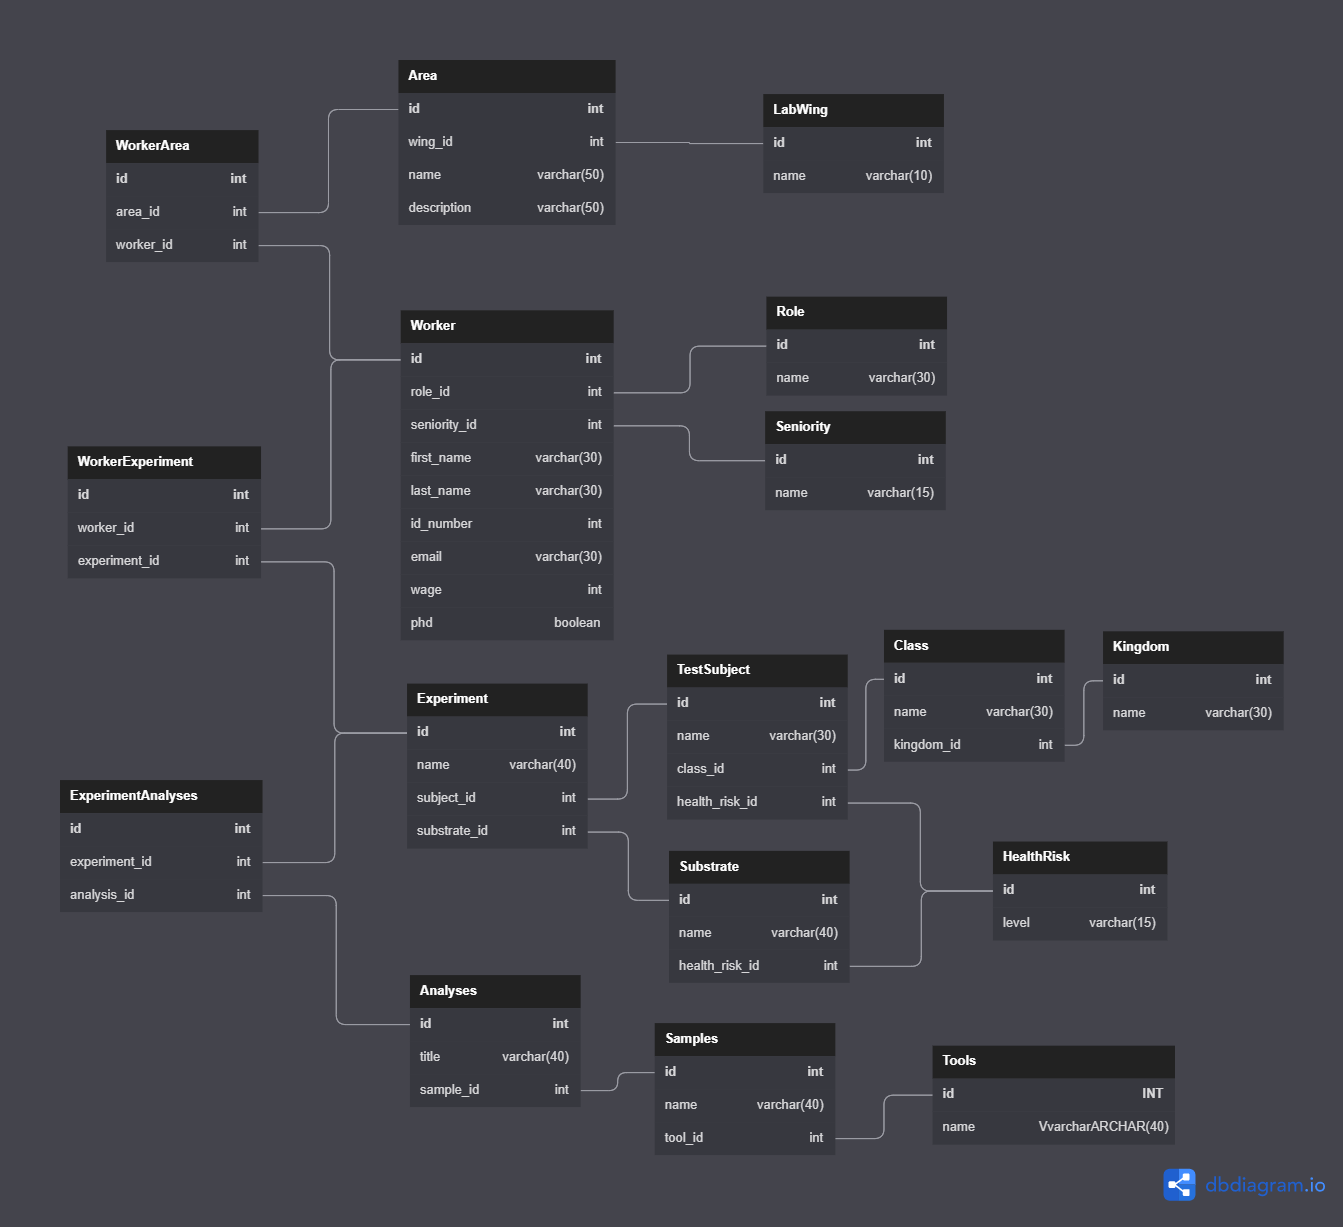 Area
id int
wing_id int
name varchar(50)
description varchar(50)
LabWing
id int
name varchar(10)
WorkerArea
id int
area_id int
worker_id int
Worker
id int
role_id int
seniority_id int
first_name varchar(30)
last_name varchar(30)
id_number int
email varchar(30)
wage int
phd boolean
Role
id int
name varchar(30)
Seniority
id int
name varchar(15)
WorkerExperiment
id int
worker_id int
experiment_id int
Experiment
id int
name varchar(40)
subject_id int
substrate_id int
TestSubject
id int
name varchar(30)
class_id int
health_risk_id int
Class
id int
name varchar(30)
kingdom_id int
Kingdom
id int
name varchar(30)
ExperimentAnalyses
id int
experiment_id int
analysis_id int
Substrate
id int
name varchar(40)
health_risk_id int
HealthRisk
id int
level varchar(15)
Analyses
id int
title varchar(40)
sample_id int
Samples
id int
name varchar(40)
tool_id int
Tools
id INT
name VvarcharARCHAR(40)
dbdiagram.io